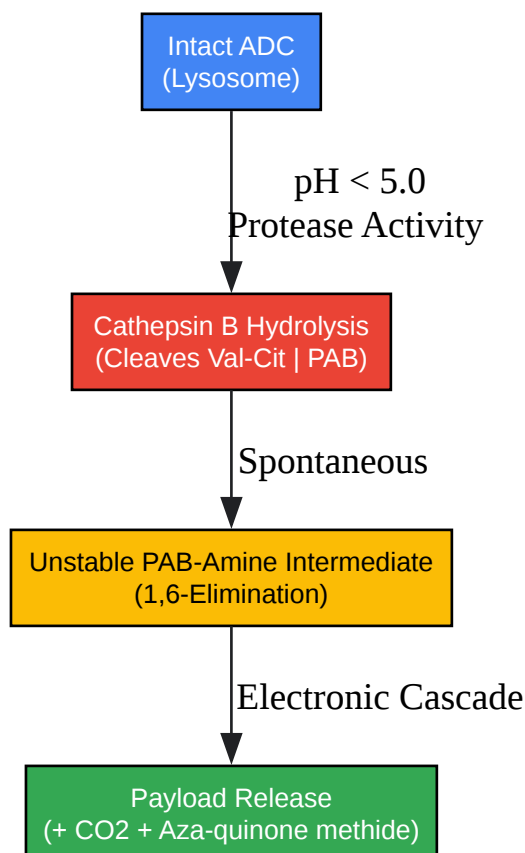 Intact ADC
(Lysosome)
pH < 5.0
Protease Activity
Cathepsin B Hydrolysis
(Cleaves Val-Cit | PAB)
Spontaneous
Unstable PAB-Amine Intermediate
(1,6-Elimination)
Electronic Cascade
Payload Release
(+ CO2 + Aza-quinone methide)